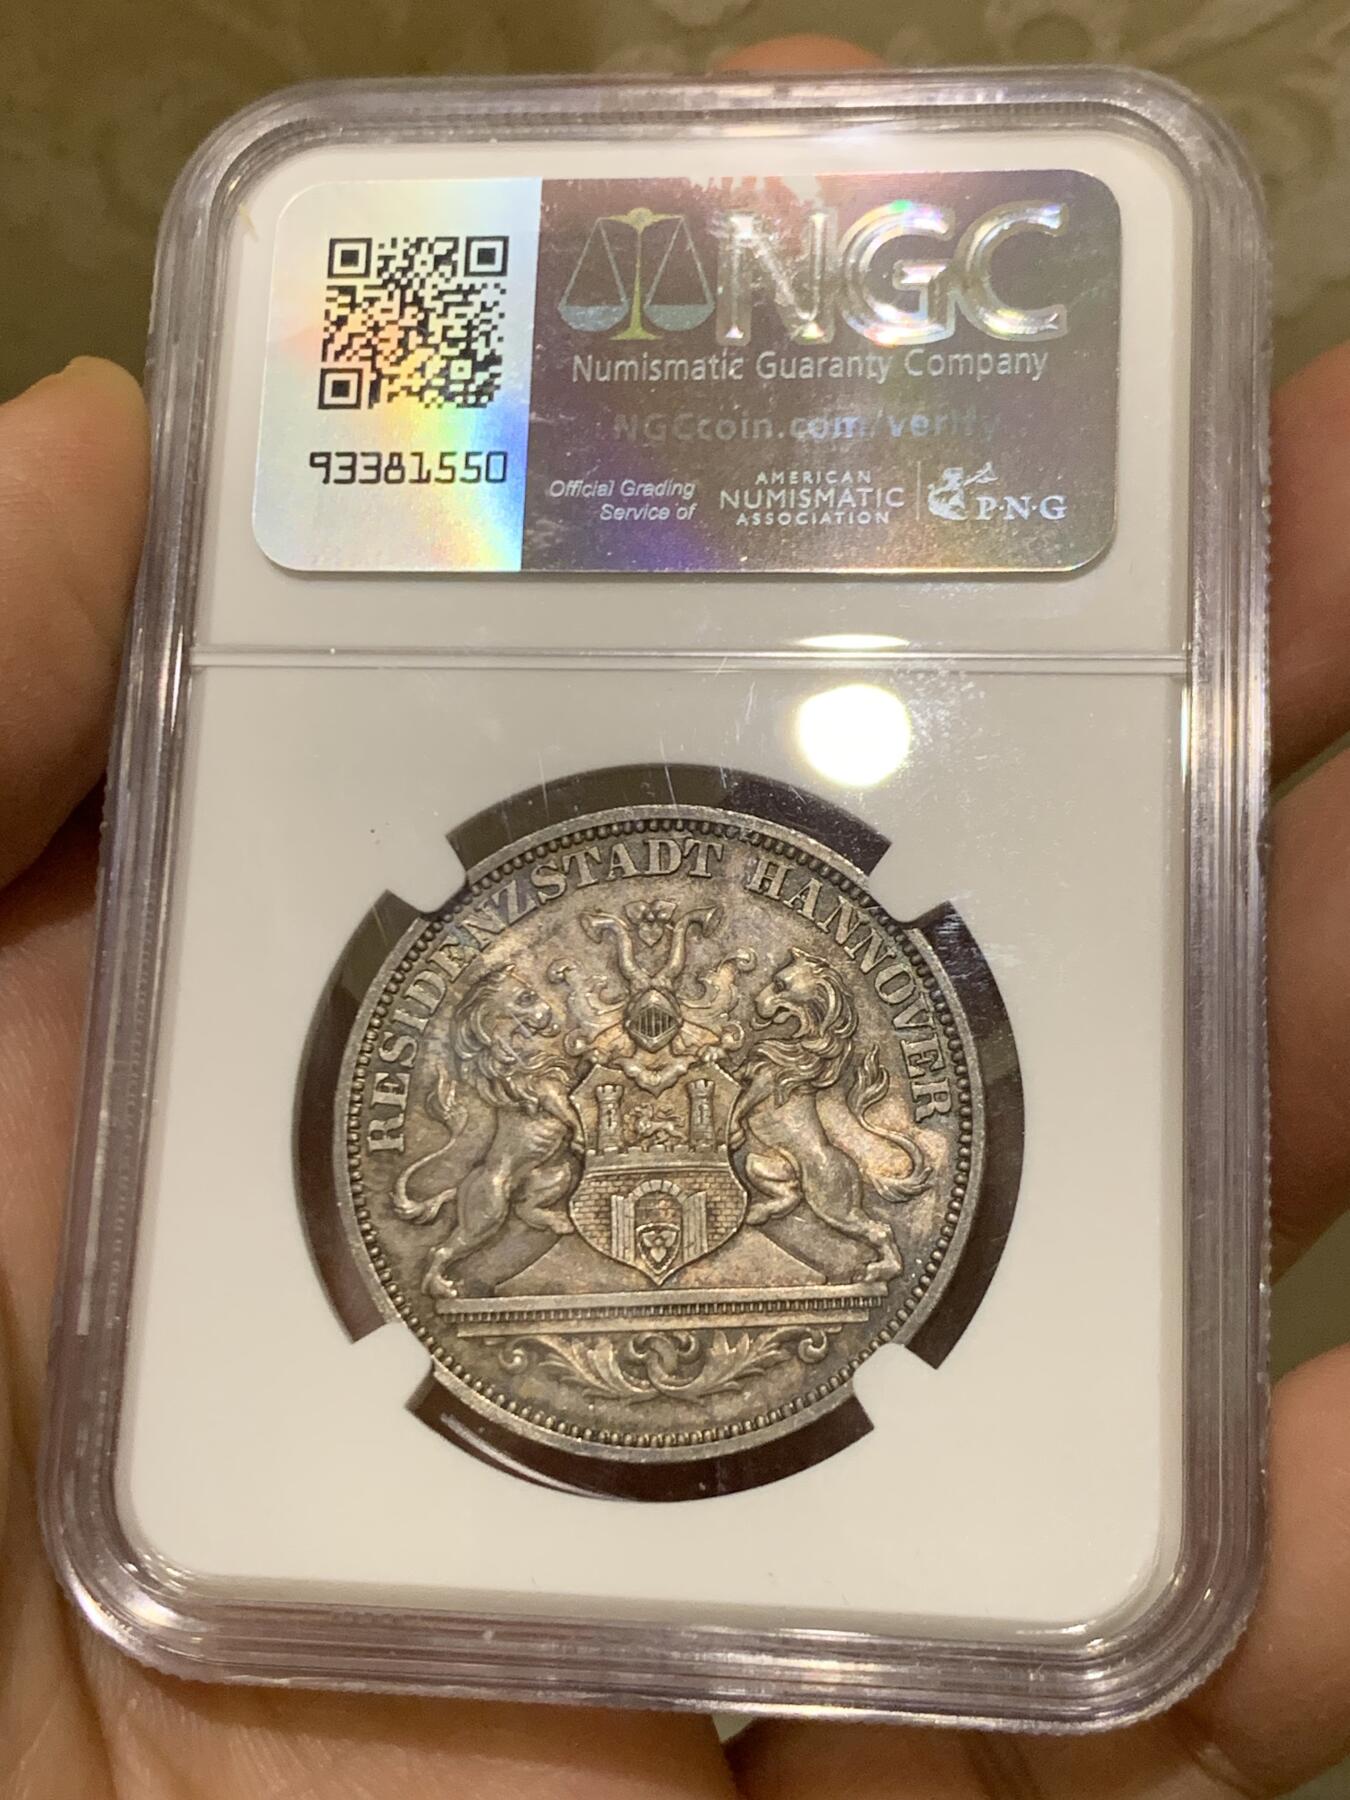 NGC
Numismatic Guaranty Company
NGCcoin.com/verify
93381550
Official Grading
Service of
AMERICAN
NUMISMATIC
ASSOCIATION
P·N·G
RESIDENZSTADT HANNOVER